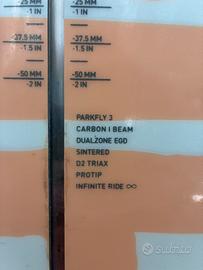 -25 MM
-1 IN
-25 MM
-1 IN
-37.5 MM
-1.5 IN
-37.5 MM
-1.5 IN
-50 MM
-2 IN
-50 MM
-2 IN
PARKFLY 3
CARBON I BEAM
DUALZONE EGD
SINTERED
D2 TRIAX
PROTIP
INFINITE RIDE ∞
subito